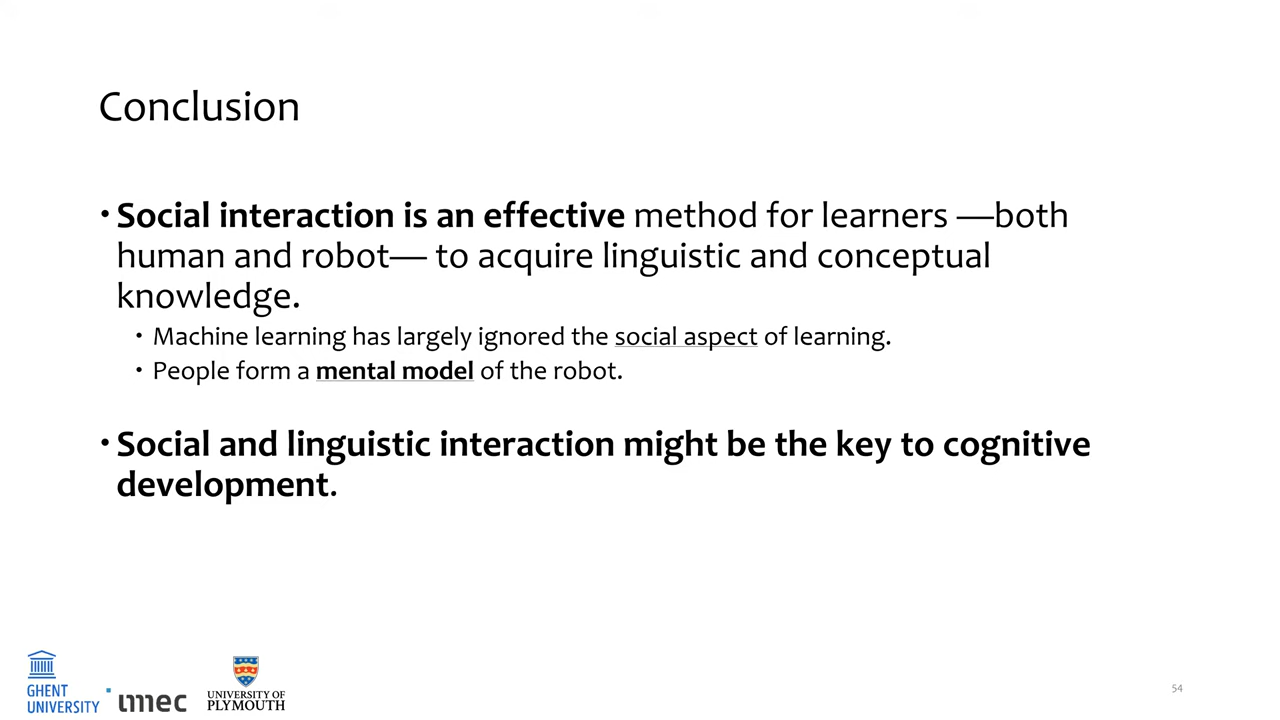 Conclusion
• Social interaction is an effective method for learners —both
human and robot— to acquire linguistic and conceptual
knowledge.
• Machine learning has largely ignored the social aspect of learning.
• People form a mental model of the robot.
• Social and linguistic interaction might be the key to cognitive
development.
GHENT
UNIVERSITY
imec
UNIVERSITY OF
PLYMOUTH
54